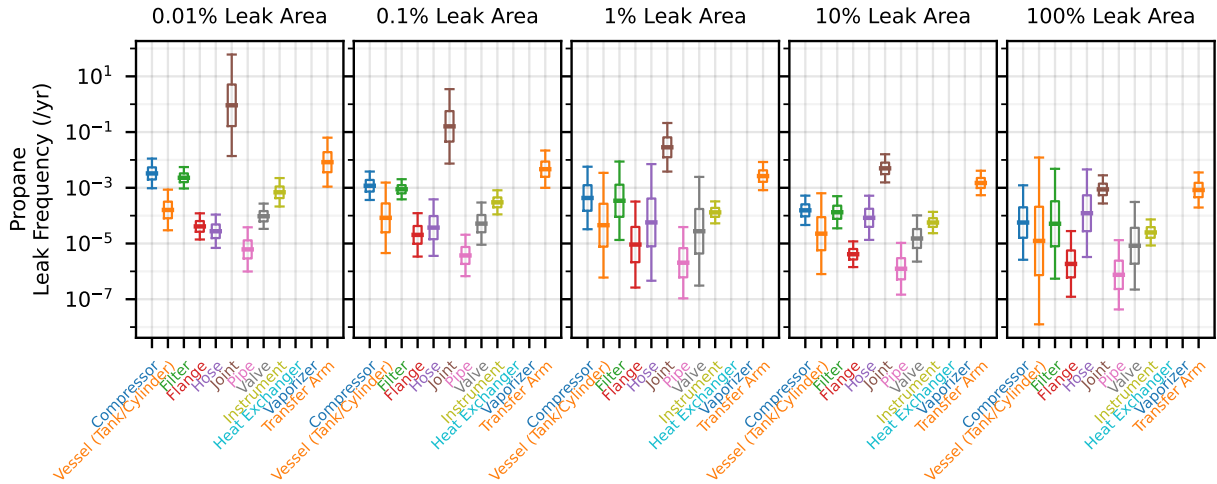 0.01% Leak Area
0.1% Leak Area
1% Leak Area
10% Leak Area
100% Leak Area
Propane
Leak Frequency (/yr)
10¹
10⁻¹
10⁻³
10⁻⁵
10⁻⁷
Compressor
Vessel (Tank/Cylinder)
Filter
Flange
Hose
Joint
Pipe
Valve
Instrument
Heat Exchanger
Vaporizer
Transfer Arm
Compressor
Vessel (Tank/Cylinder)
Filter
Flange
Hose
Joint
Pipe
Valve
Instrument
Heat Exchanger
Vaporizer
Transfer Arm
Compressor
Vessel (Tank/Cylinder)
Filter
Flange
Hose
Joint
Pipe
Valve
Instrument
Heat Exchanger
Vaporizer
Transfer Arm
Compressor
Vessel (Tank/Cylinder)
Filter
Flange
Hose
Joint
Pipe
Valve
Instrument
Heat Exchanger
Vaporizer
Transfer Arm
Compressor
Vessel (Tank/Cylinder)
Filter
Flange
Hose
Joint
Pipe
Valve
Instrument
Heat Exchanger
Vaporizer
Transfer Arm